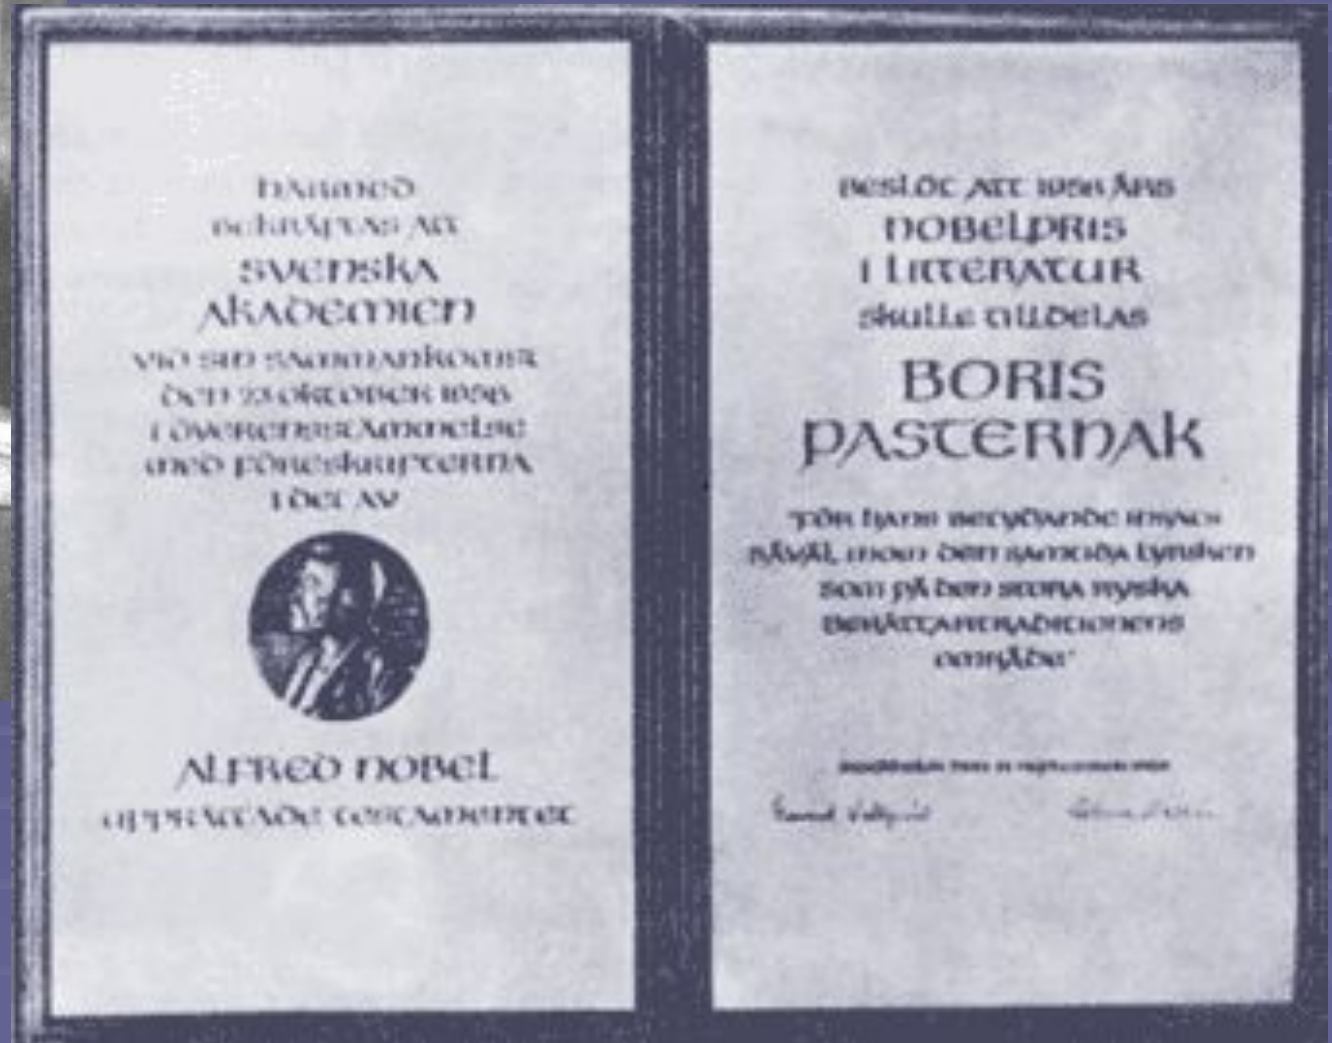 HÄRMED
BEKRÄFTAS ATT
SVENSKA
AKADEMIEN
VID SIN SAMMANKOMST
DEN 23 OKTOBER 1958
I ÖVERENSSTÄMMELSE
MED FÖRESKRIFTERNA
I DET AV
ALFRED NOBEL
UPPRÄTTADE TESTAMENTET
BESLÖT ATT 1958 ÅRS
NOBELPRIS
I LITTERATUR
SKULLE TILLDELAS
BORIS
PASTERNAK
"FÖR HANS BETYDANDE INSATS
SÅVÄL INOM DEN SAMTIDA LYRIKEN
SOM PÅ DEN STORA RYSKA
BERÄTTARTRADITIONENS
OMRÅDE"